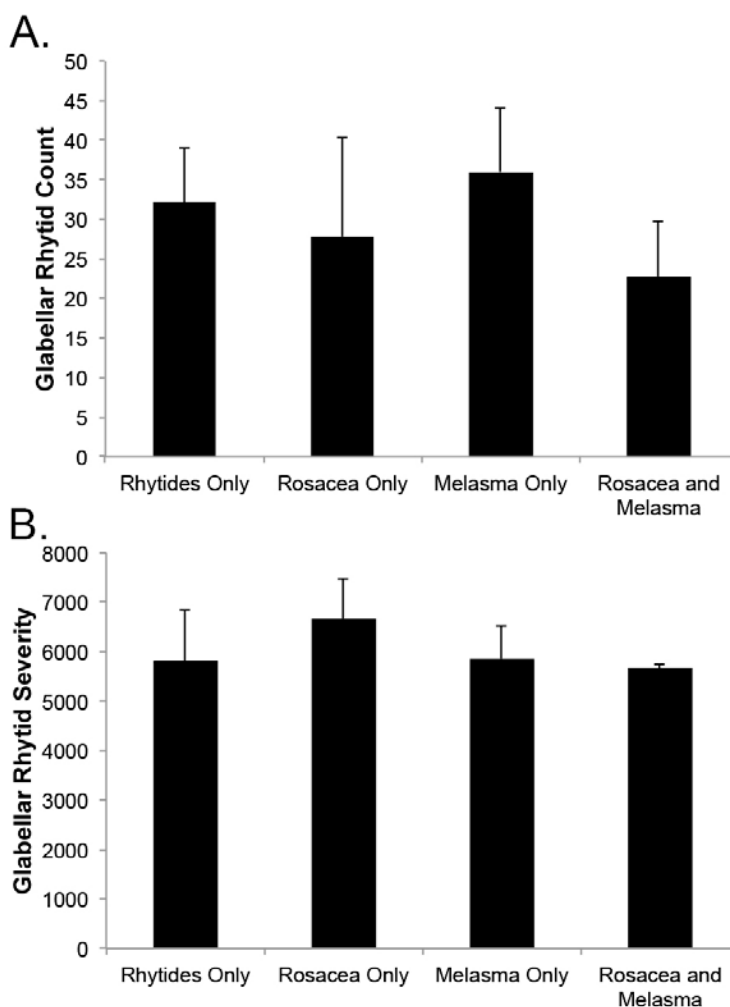 A.
50
45
40
35
30
25
20
15
10
5
0
Glabellar Rhytid Count
Rhytides Only Rosacea Only Melasma Only Rosacea and
Melasma
B.
8000
7000
6000
5000
4000
3000
2000
1000
0
Glabellar Rhytid Severity
Rhytides Only Rosacea Only Melasma Only Rosacea and
Melasma